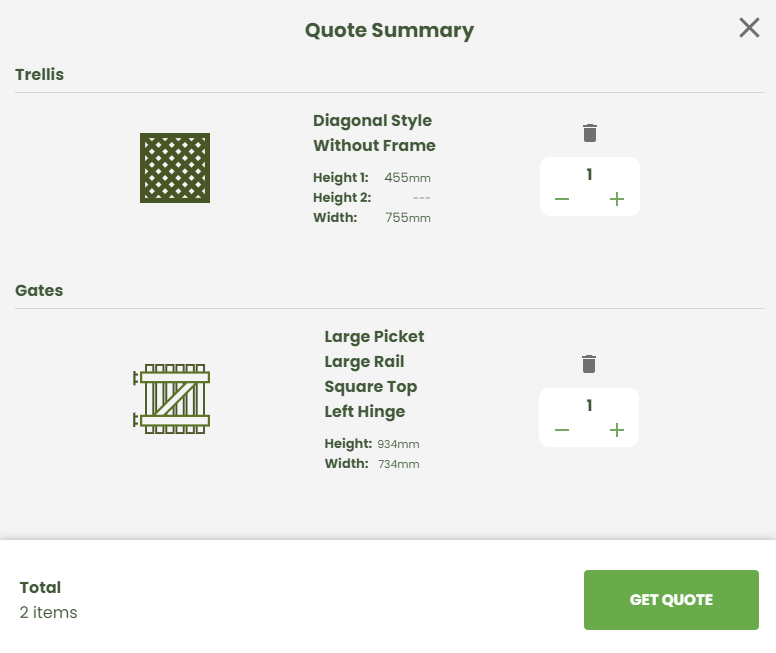 Quote Summary
Trellis
Diagonal Style
Without Frame
Height 1: 455mm
Height 2: ---
Width: 755mm
1
Gates
Large Picket
Large Rail
Square Top
Left Hinge
Height: 934mm
Width: 734mm
1
Total
2 items
GET QUOTE